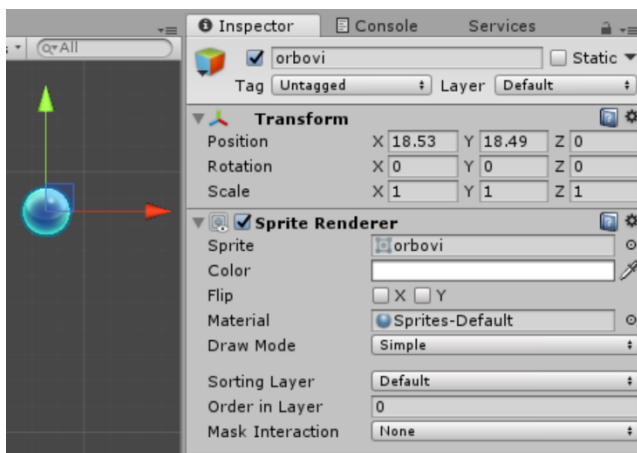 Inspector Console Services
All
orbovi Static
Tag Untagged Layer Default
Transform
Position X 18.53 Y 18.49 Z 0
Rotation X 0 Y 0 Z 0
Scale X 1 Y 1 Z 1
Sprite Renderer
Sprite orbovi
Color
Flip X Y
Material Sprites-Default
Draw Mode Simple
Sorting Layer Default
Order in Layer 0
Mask Interaction None